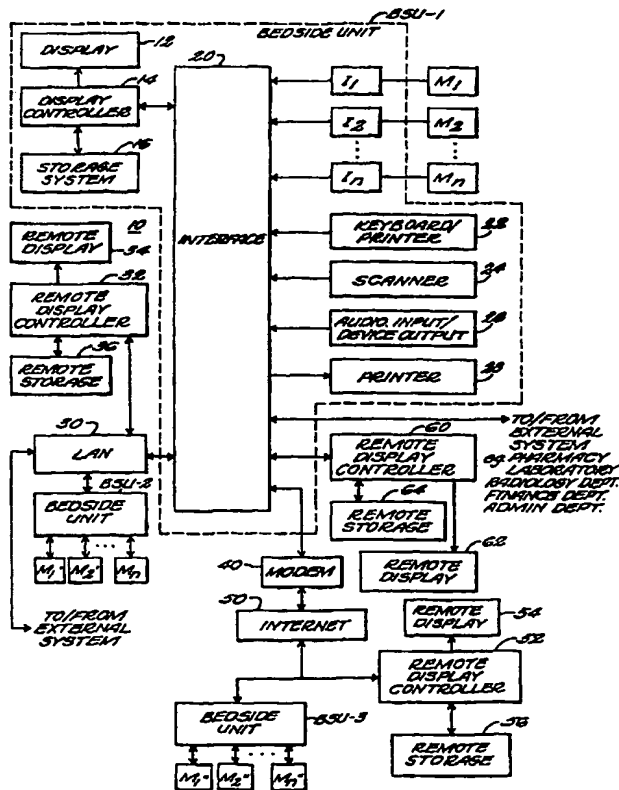 BSU-1
BEDSIDE UNIT
DISPLAY
12
20
14
DISPLAY
CONTROLLER
STORAGE
SYSTEM
I1
M1
I2
M2
In
Mn
INTERFACE
REMOTE
DISPLAY
10
34
32
REMOTE
DISPLAY
CONTROLLER
36
REMOTE
STORAGE
KEYBOARD/
PRINTER
22
SCANNER
24
AUDIO INPUT/
DEVICE OUTPUT
PRINTER
30
LAN
BSU-2
BEDSIDE
UNIT
M1'
M2'
Mn'
TO/FROM
EXTERNAL
SYSTEM
60
REMOTE
DISPLAY
CONTROLLER
64
REMOTE
STORAGE
62
REMOTE
DISPLAY
TO/FROM
EXTERNAL
SYSTEM
eg. PHARMACY
LABORATORY
RADIOLOGY DEPT.
FINANCE DEPT.
ADMIN DEPT.
40
MODEM
50
INTERNET
54
REMOTE
DISPLAY
52
REMOTE
DISPLAY
CONTROLLER
BEDSIDE
UNIT
BSU-3
M1"
M2"
Mn"
56
REMOTE
STORAGE